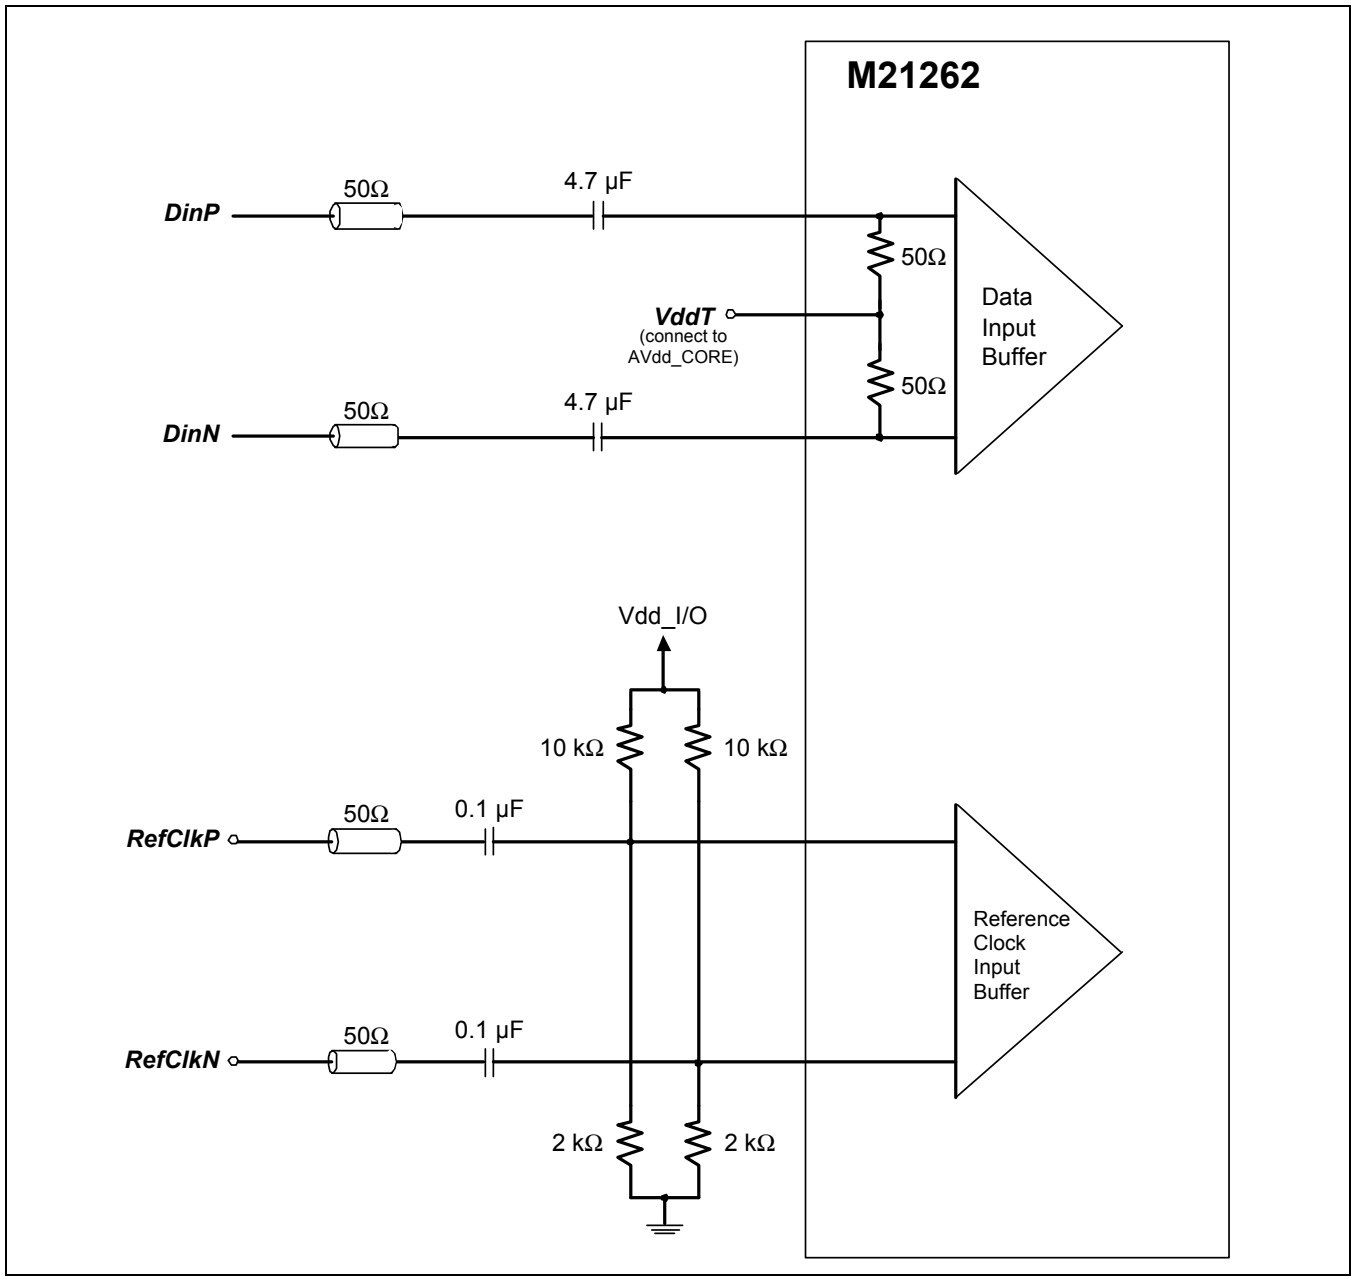 M21262
50Ω
4.7 µF
DinP
50Ω
Data
Input
Buffer
VddT
(connect to
AVdd_CORE)
50Ω
50Ω
4.7 µF
DinN
Vdd_I/O
10 kΩ
10 kΩ
50Ω
0.1 µF
RefClkP
Reference
Clock
Input
Buffer
50Ω
0.1 µF
RefClkN
2 kΩ
2 kΩ